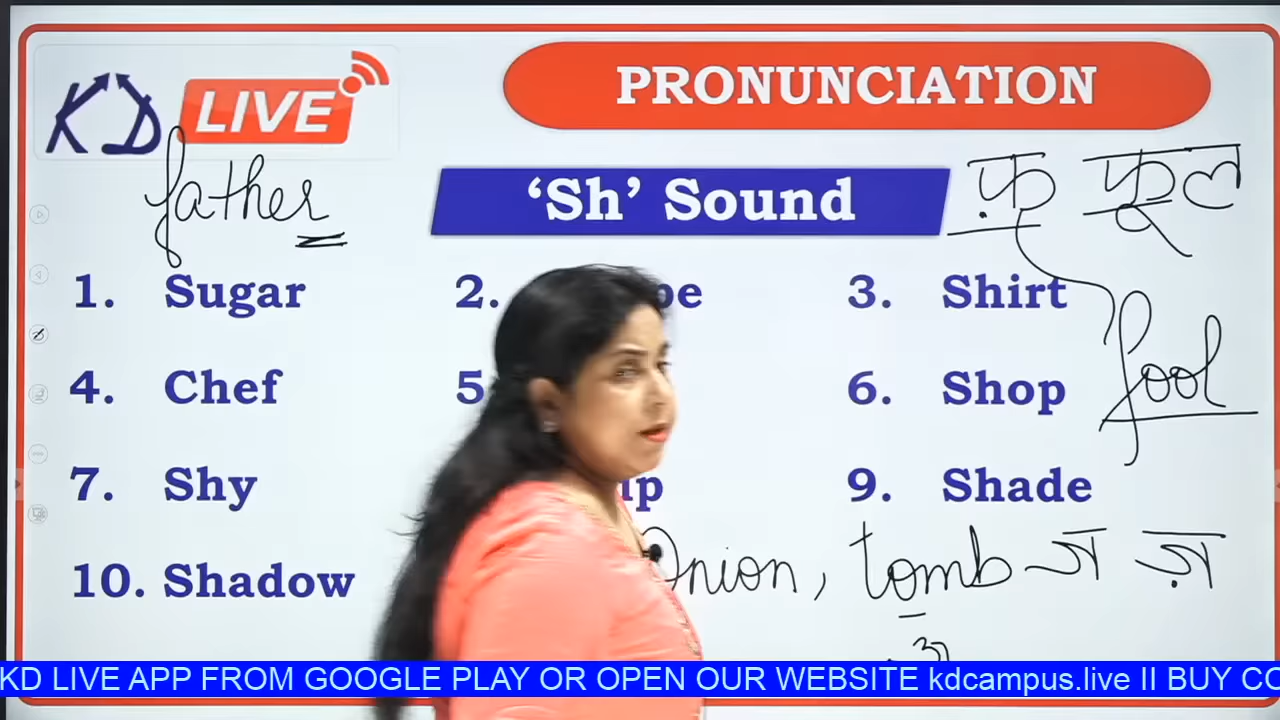 KD LIVE
PRONUNCIATION
father
'Sh' Sound
फ़ फूल
1. Sugar
2.
3. Shirt
fool
4. Chef
5
6. Shop
7. Shy
9. Shade
10. Shadow
onion, tomb ज ज़
KD LIVE APP FROM GOOGLE PLAY OR OPEN OUR WEBSITE kdcampus.live II BUY CO